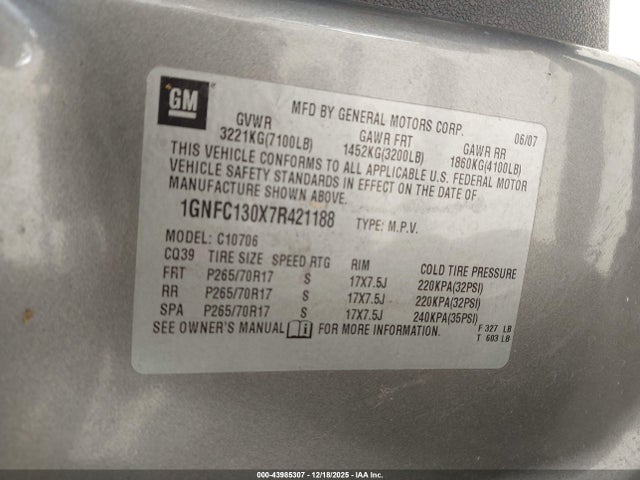 GM
MFD BY GENERAL MOTORS CORP. 06/07
GVWR GAWR FRT GAWR RR
3221KG(7100LB) 1452KG(3200LB) 1860KG(4100LB)
THIS VEHICLE CONFORMS TO ALL APPLICABLE U.S. FEDERAL MOTOR
VEHICLE SAFETY STANDARDS IN EFFECT ON THE DATE OF
MANUFACTURE SHOWN ABOVE.
1GNFC130X7R421188 TYPE: M.P.V.
MODEL: C10706
CQ39 TIRE SIZE SPEED RTG RIM COLD TIRE PRESSURE
FRT P265/70R17 S 17X7.5J 220KPA(32PSI)
RR P265/70R17 S 17X7.5J 220KPA(32PSI)
SPA P265/70R17 S 17X7.5J 240KPA(35PSI)
SEE OWNER'S MANUAL i FOR MORE INFORMATION.
F 327 LB
T 603 LB
000-43985307 - 12/18/2025 - IAA Inc.